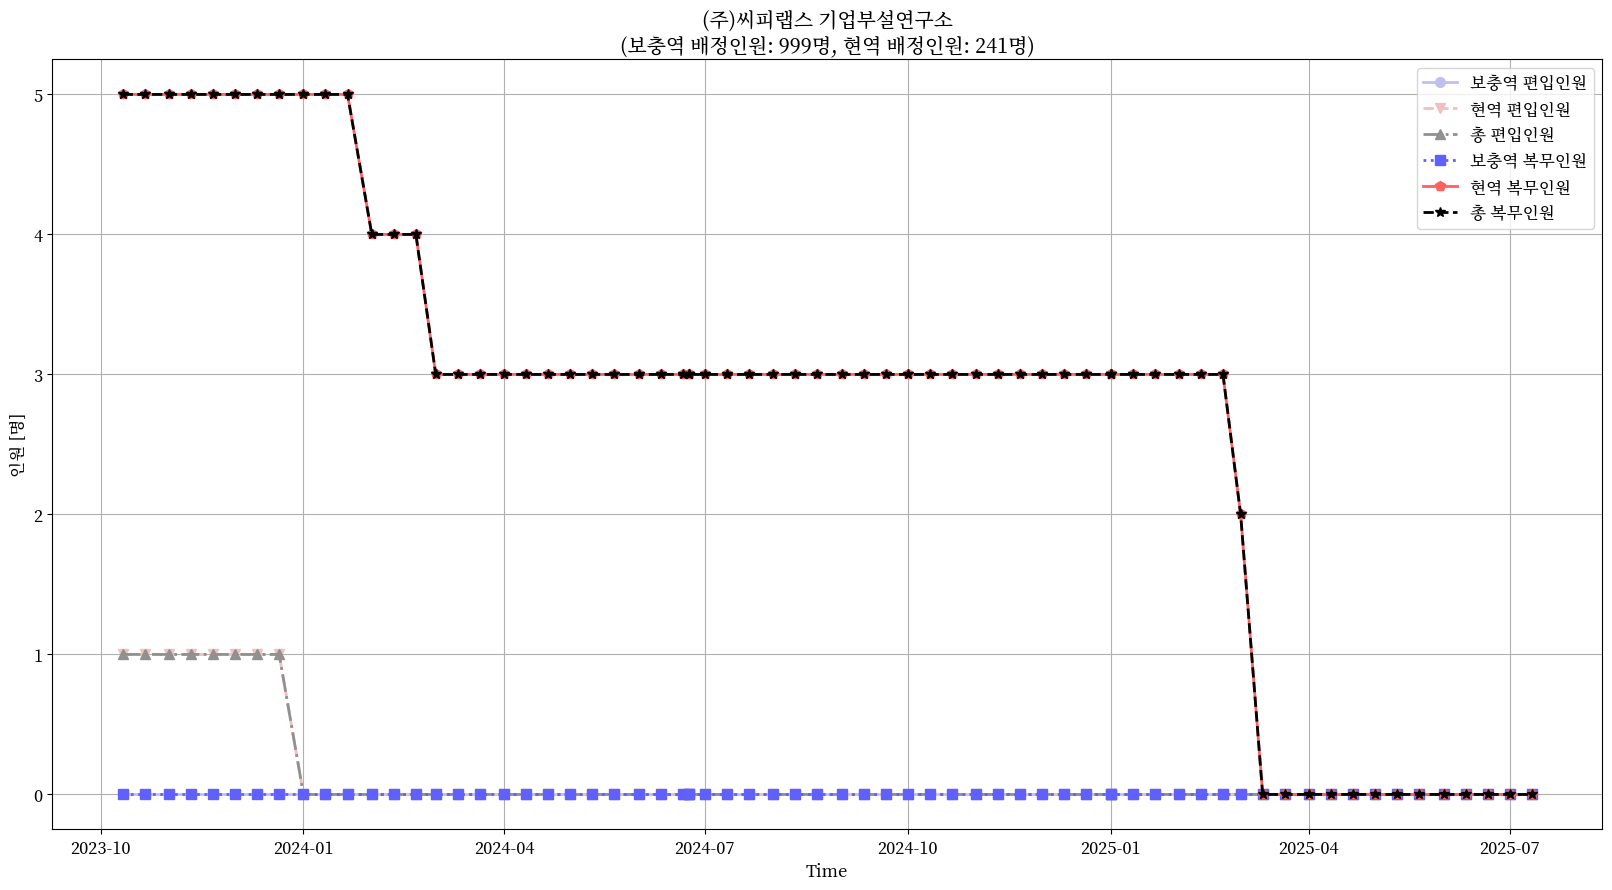 (주)씨피랩스 기업부설연구소
(보충역 배정인원: 999명, 현역 배정인원: 241명)
보충역 편입인원
현역 편입인원
총 편입인원
보충역 복무인원
현역 복무인원
총 복무인원
인원 [명]
5
4
3
2
1
0
2023-10
2024-01
2024-04
2024-07
2024-10
2025-01
2025-04
2025-07
Time